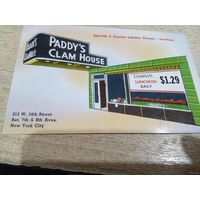 Special 5 Course Lobster Dinner - Sundays
PADDY'S
CLAM HOUSE
COMPLETE
LUNCHEON
DAILY
$1.29
215 W. 34th Street
Bet. 7th & 8th Aves.
New York City